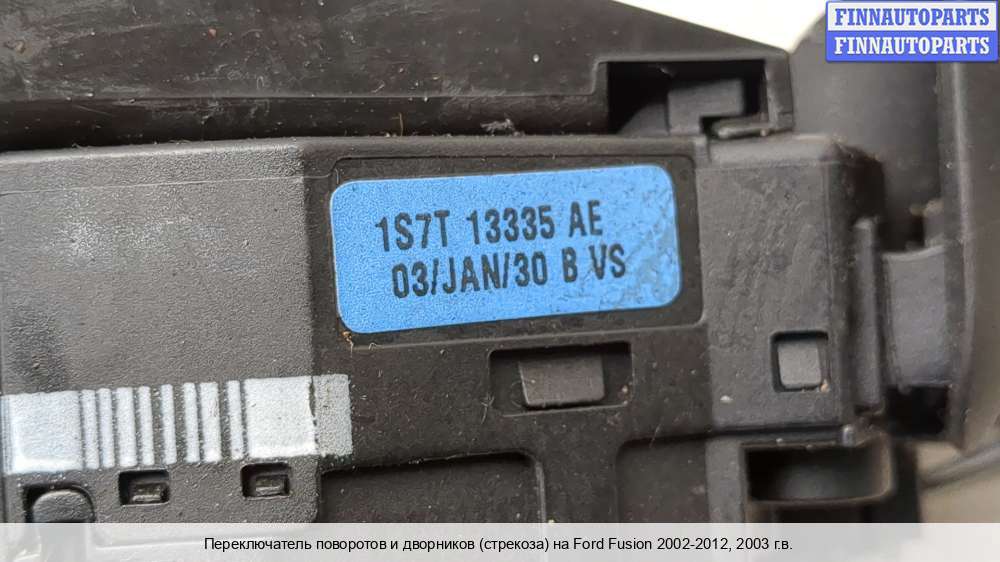 FINNAUTOPARTS
FINNAUTOPARTS
1S7T 13335 AE
03/JAN/30 B VS
Переключатель поворотов и дворников (стрекоза) на Ford Fusion 2002-2012, 2003 г.в.